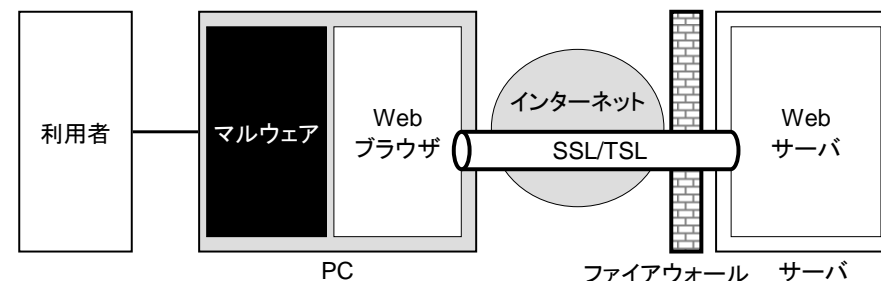 利用者
マルウェア
Web
ブラウザ
インターネット
SSL/TSL
Web
サーバ
PC
ファイアウォール
サーバ